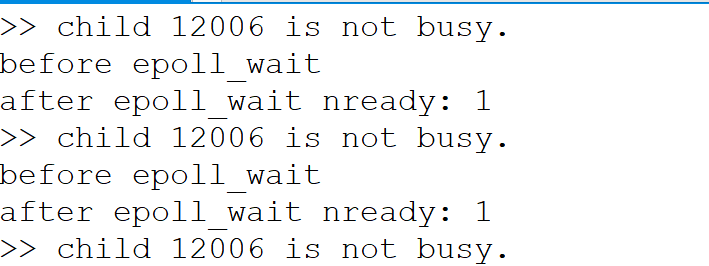 >> child 12006 is not busy.
before epoll_wait
after epoll_wait nready: 1
>> child 12006 is not busy.
before epoll_wait
after epoll_wait nready: 1
>> child 12006 is not busy.